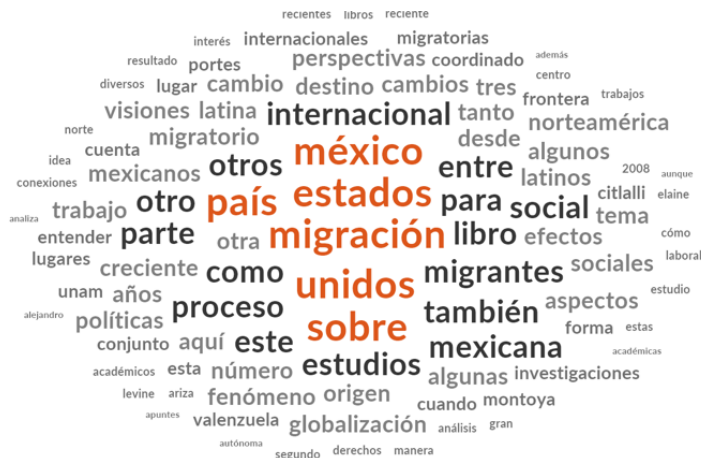 recientes libros reciente
interés internacionales migratorias
resultado portes perspectivas coordinado además
diversos lugar cambio destino cambios tres centro
visiones latina internacional tanto frontera trabajos
norte migratorio méxico desde norteamérica
idea cuenta otros entre algunos
conexiones mexicanos país estados para latinos 2008 aunque
analiza trabajo otro social citlalli elaine
entender parte otra migración libro efectos tema cómo
lugares creciente como migrantes sociales laboral
unam años proceso unidos también aspectos estudio
alejandro políticas sobre forma estas
conjunto aquí este mexicana académicas
académicos esta número estudios algunas investigaciones
levine ariza fenómeno origen cuando montoya
apuntes valenzuela globalización análisis gran
autónoma segundo derechos manera